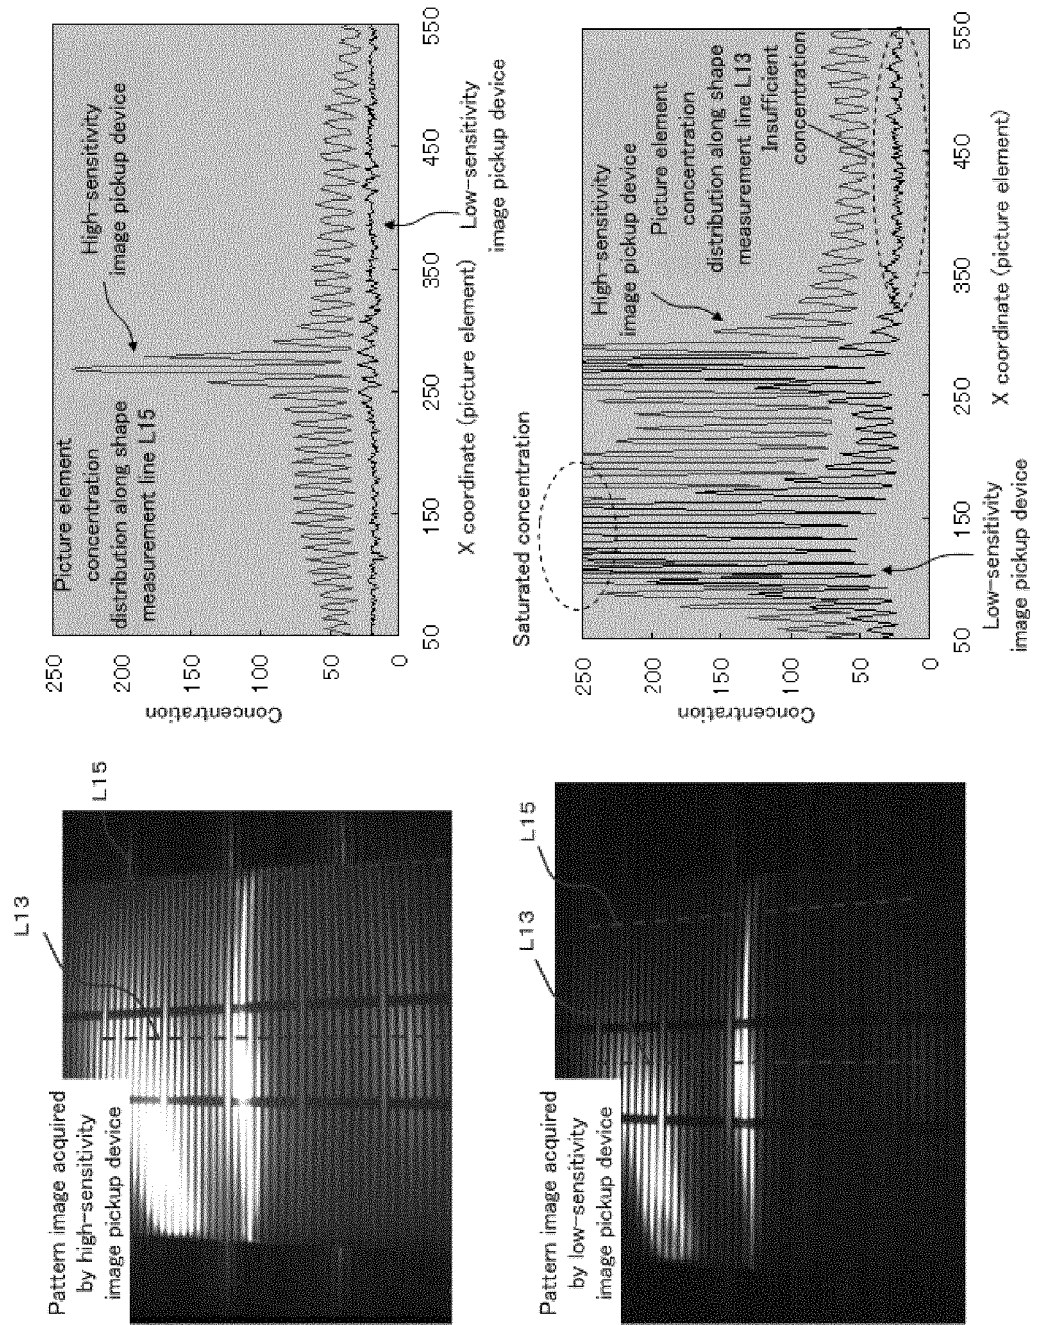 Pattern image acquired
by high-sensitivity
image pickup device
L13
L15
250
200
150
100
50
0
Concentration
Picture element
concentration
distribution along shape
measurement line L15
High-sensitivity
image pickup device
50
150
250
350
450
550
X coordinate (picture element)
Low-sensitivity
image pickup device
Pattern image acquired
by low-sensitivity
image pickup device
L13
L15
Saturated concentration
250
200
150
100
50
0
Concentration
High-sensitivity
image pickup device
Picture element
concentration
distribution along shape
measurement line L13
Insufficient
concentration
50
150
250
350
450
550
Low-sensitivity
image pickup device
X coordinate (picture element)